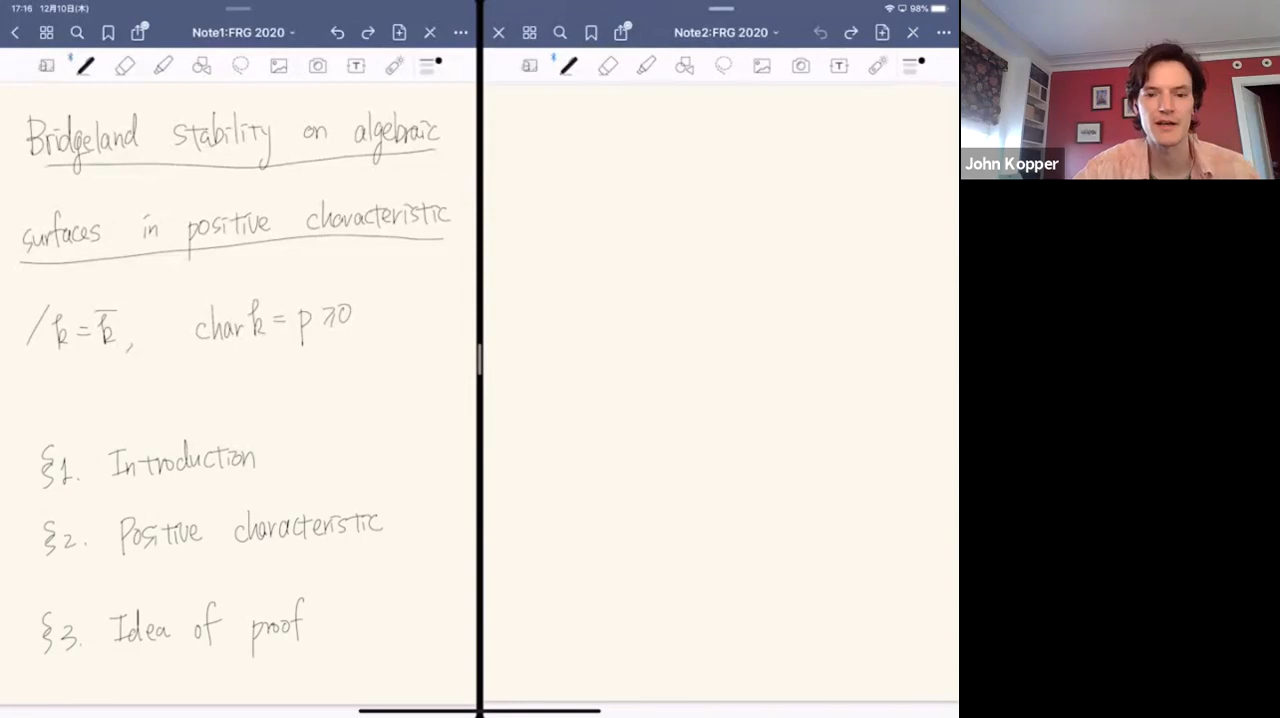 17:16 12月10日(木)
98%
Note1:FRG 2020
Note2:FRG 2020
Bridgeland stability on algebraic
surfaces in positive characteristic
/k = k̄, char k = p ≥ 0
§1. Introduction
§2. Positive characteristic
§3. Idea of proof
John Kopper